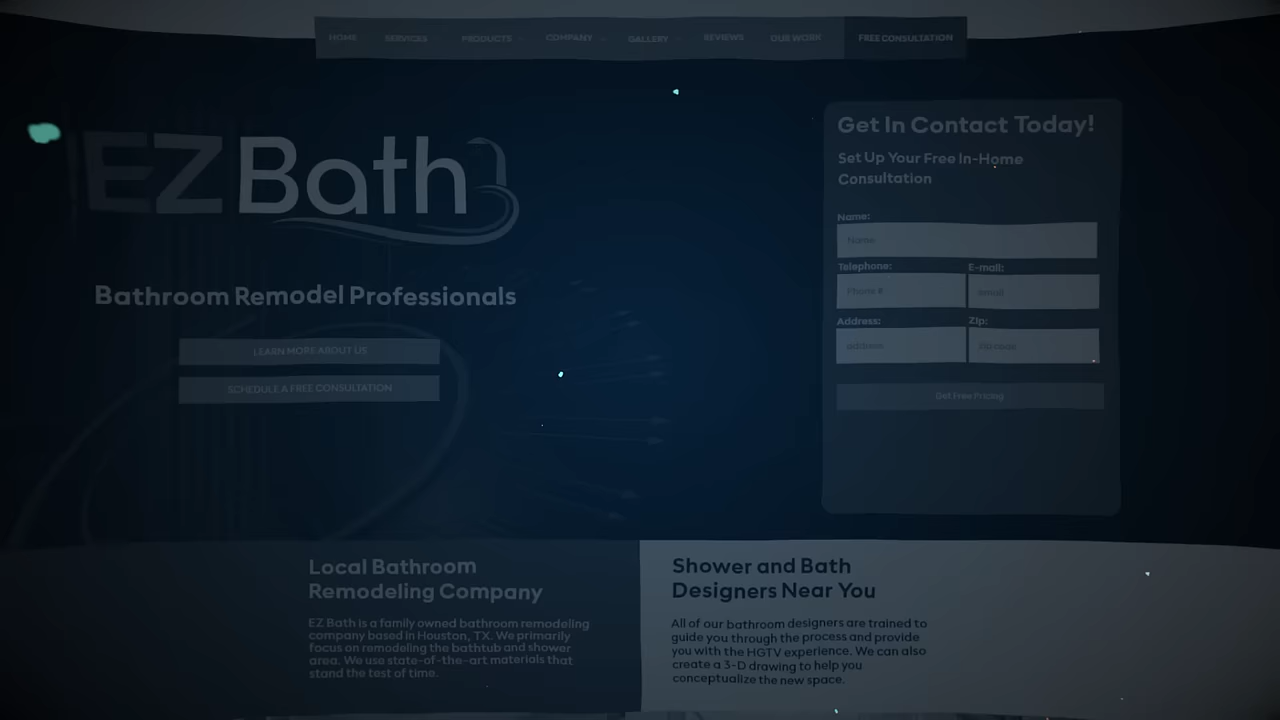 HOME SERVICES PRODUCTS COMPANY GALLERY REVIEWS OUR WORK FREE CONSULTATION
EZ Bath
Bathroom Remodel Professionals
LEARN MORE ABOUT US
SCHEDULE A FREE CONSULTATION
Get In Contact Today!
Set Up Your Free In-Home
Consultation
Name:
Name
Telephone: E-mail:
Phone # email
Address: Zip:
address
Get Free Pricing
Local Bathroom
Remodeling Company
EZ Bath is a family owned bathroom remodeling
company based in Houston, TX. We primarily
focus on remodeling the bathtub and shower
area. We use state-of-the-art materials that
stand the test of time.
Shower and Bath
Designers Near You
All of our bathroom designers are trained to
guide you through the process and provide
you with the HGTV experience. We can also
create a 3-D drawing to help you
conceptualize the new space.